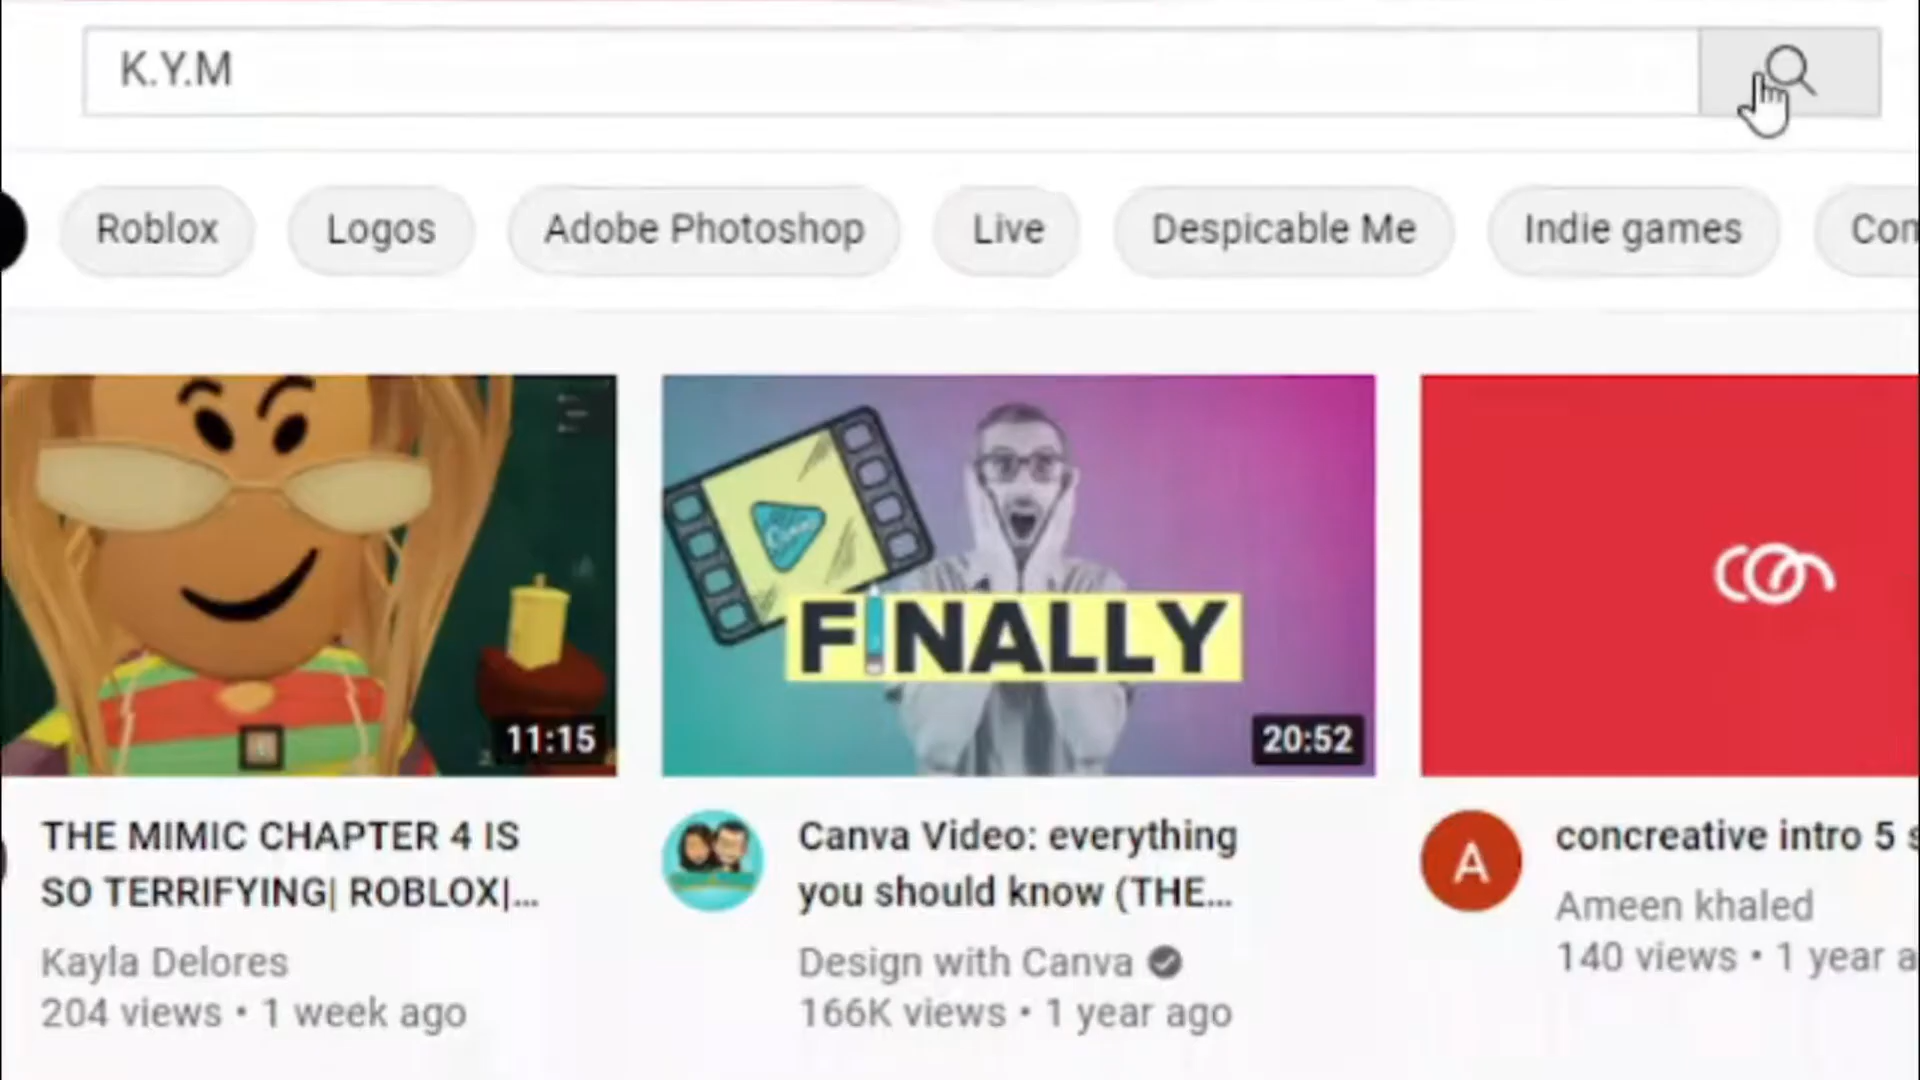 K.Y.M
Roblox
Logos
Adobe Photoshop
Live
Despicable Me
Indie games
Con
FINALLY
11:15
20:52
THE MIMIC CHAPTER 4 IS
SO TERRIFYING| ROBLOX|...
Kayla Delores
204 views • 1 week ago
Canva Video: everything
you should know (THE...
Design with Canva
166K views • 1 year ago
A
concreative intro 5 s
Ameen khaled
140 views • 1 year a